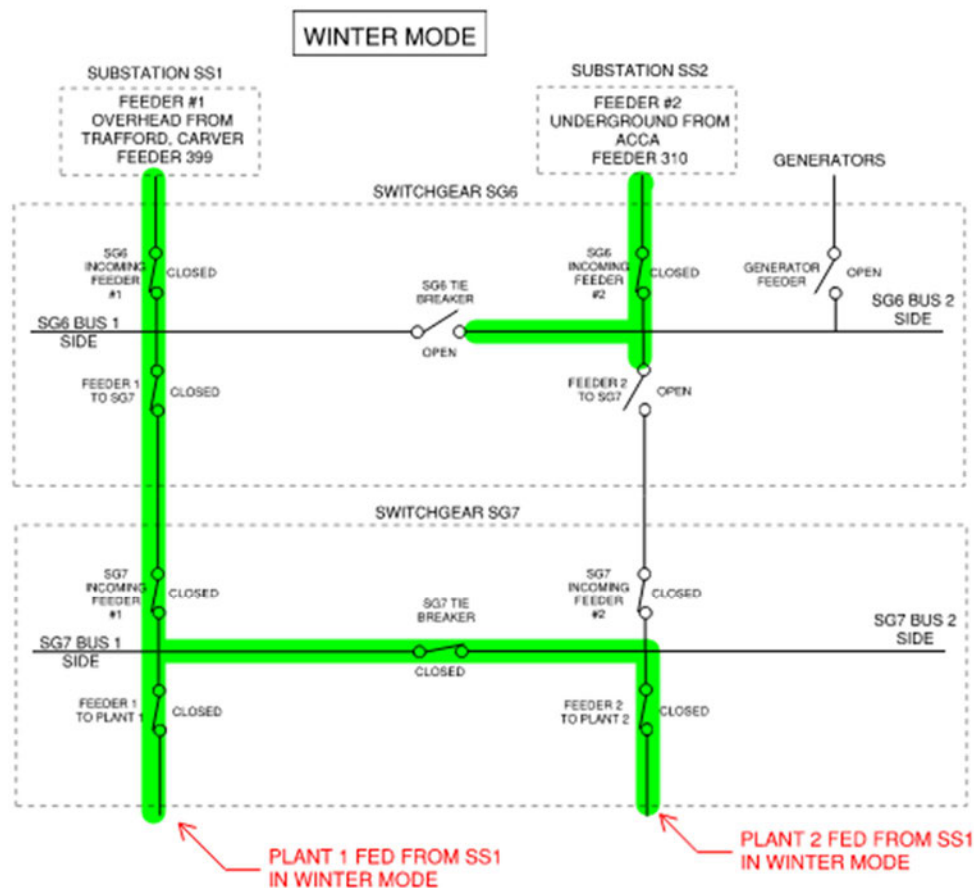 WINTER MODE
SUBSTATION SS1
FEEDER #1
OVERHEAD FROM
TRAFFORD, CARVER
FEEDER 399
SUBSTATION SS2
FEEDER #2
UNDERGROUND FROM
ACCA
FEEDER 310
GENERATORS
SWITCHGEAR SG6
SG6
INCOMING
FEEDER
#1
CLOSED
SG6 TIE
BREAKER
OPEN
SG6
INCOMING
FEEDER
#2
CLOSED
GENERATOR
FEEDER
OPEN
SG6 BUS 1
SIDE
SG6 BUS 2
SIDE
FEEDER 1
TO SG7
CLOSED
FEEDER 2
TO SG7
OPEN
SWITCHGEAR SG7
SG7
INCOMING
FEEDER
#1
CLOSED
SG7 TIE
BREAKER
CLOSED
SG7
INCOMING
FEEDER
#2
CLOSED
SG7 BUS 1
SIDE
SG7 BUS 2
SIDE
FEEDER 1
TO PLANT 1
CLOSED
FEEDER 2
TO PLANT 2
CLOSED
PLANT 1 FED FROM SS1
IN WINTER MODE
PLANT 2 FED FROM SS1
IN WINTER MODE